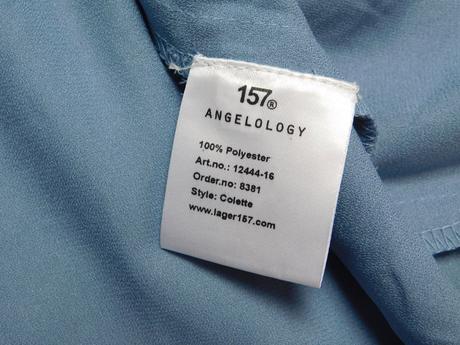 157®
ANGELOLOGY
100% Polyester
Art.no.: 12444-16
Order.no: 8381
Style: Colette
www.lager157.com